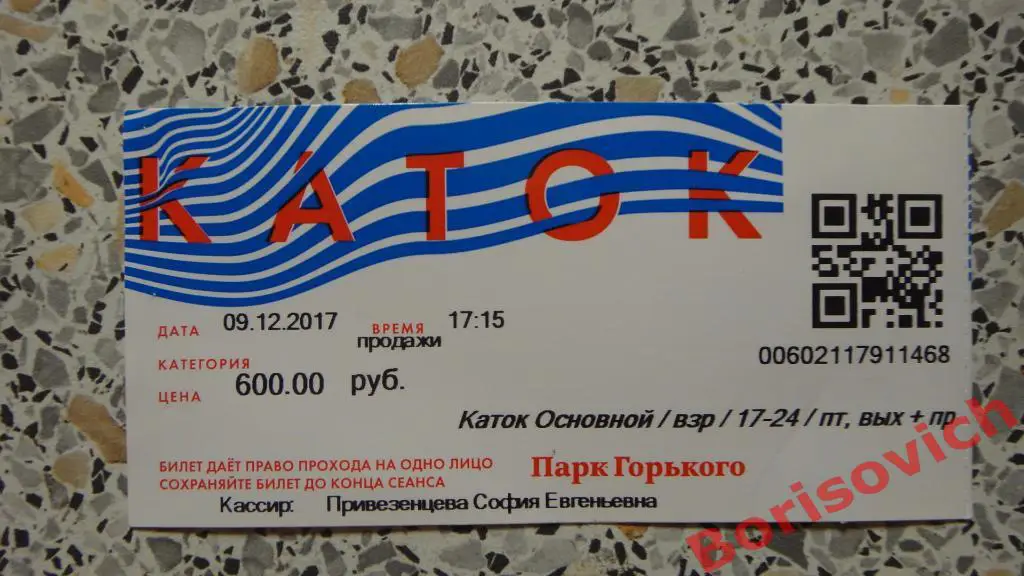 КАТОК
ДАТА 09.12.2017 ВРЕМЯ 17:15
продажи
КАТЕГОРИЯ
ЦЕНА 600.00 руб.
00602117911468
Каток Основной / взр / 17-24 / пт, вых + пр
БИЛЕТ ДАЁТ ПРАВО ПРОХОДА НА ОДНО ЛИЦО
СОХРАНЯЙТЕ БИЛЕТ ДО КОНЦА СЕАНСА
Парк Горького
Кассир: Привезенцева София Евгеньевна
Borisovich